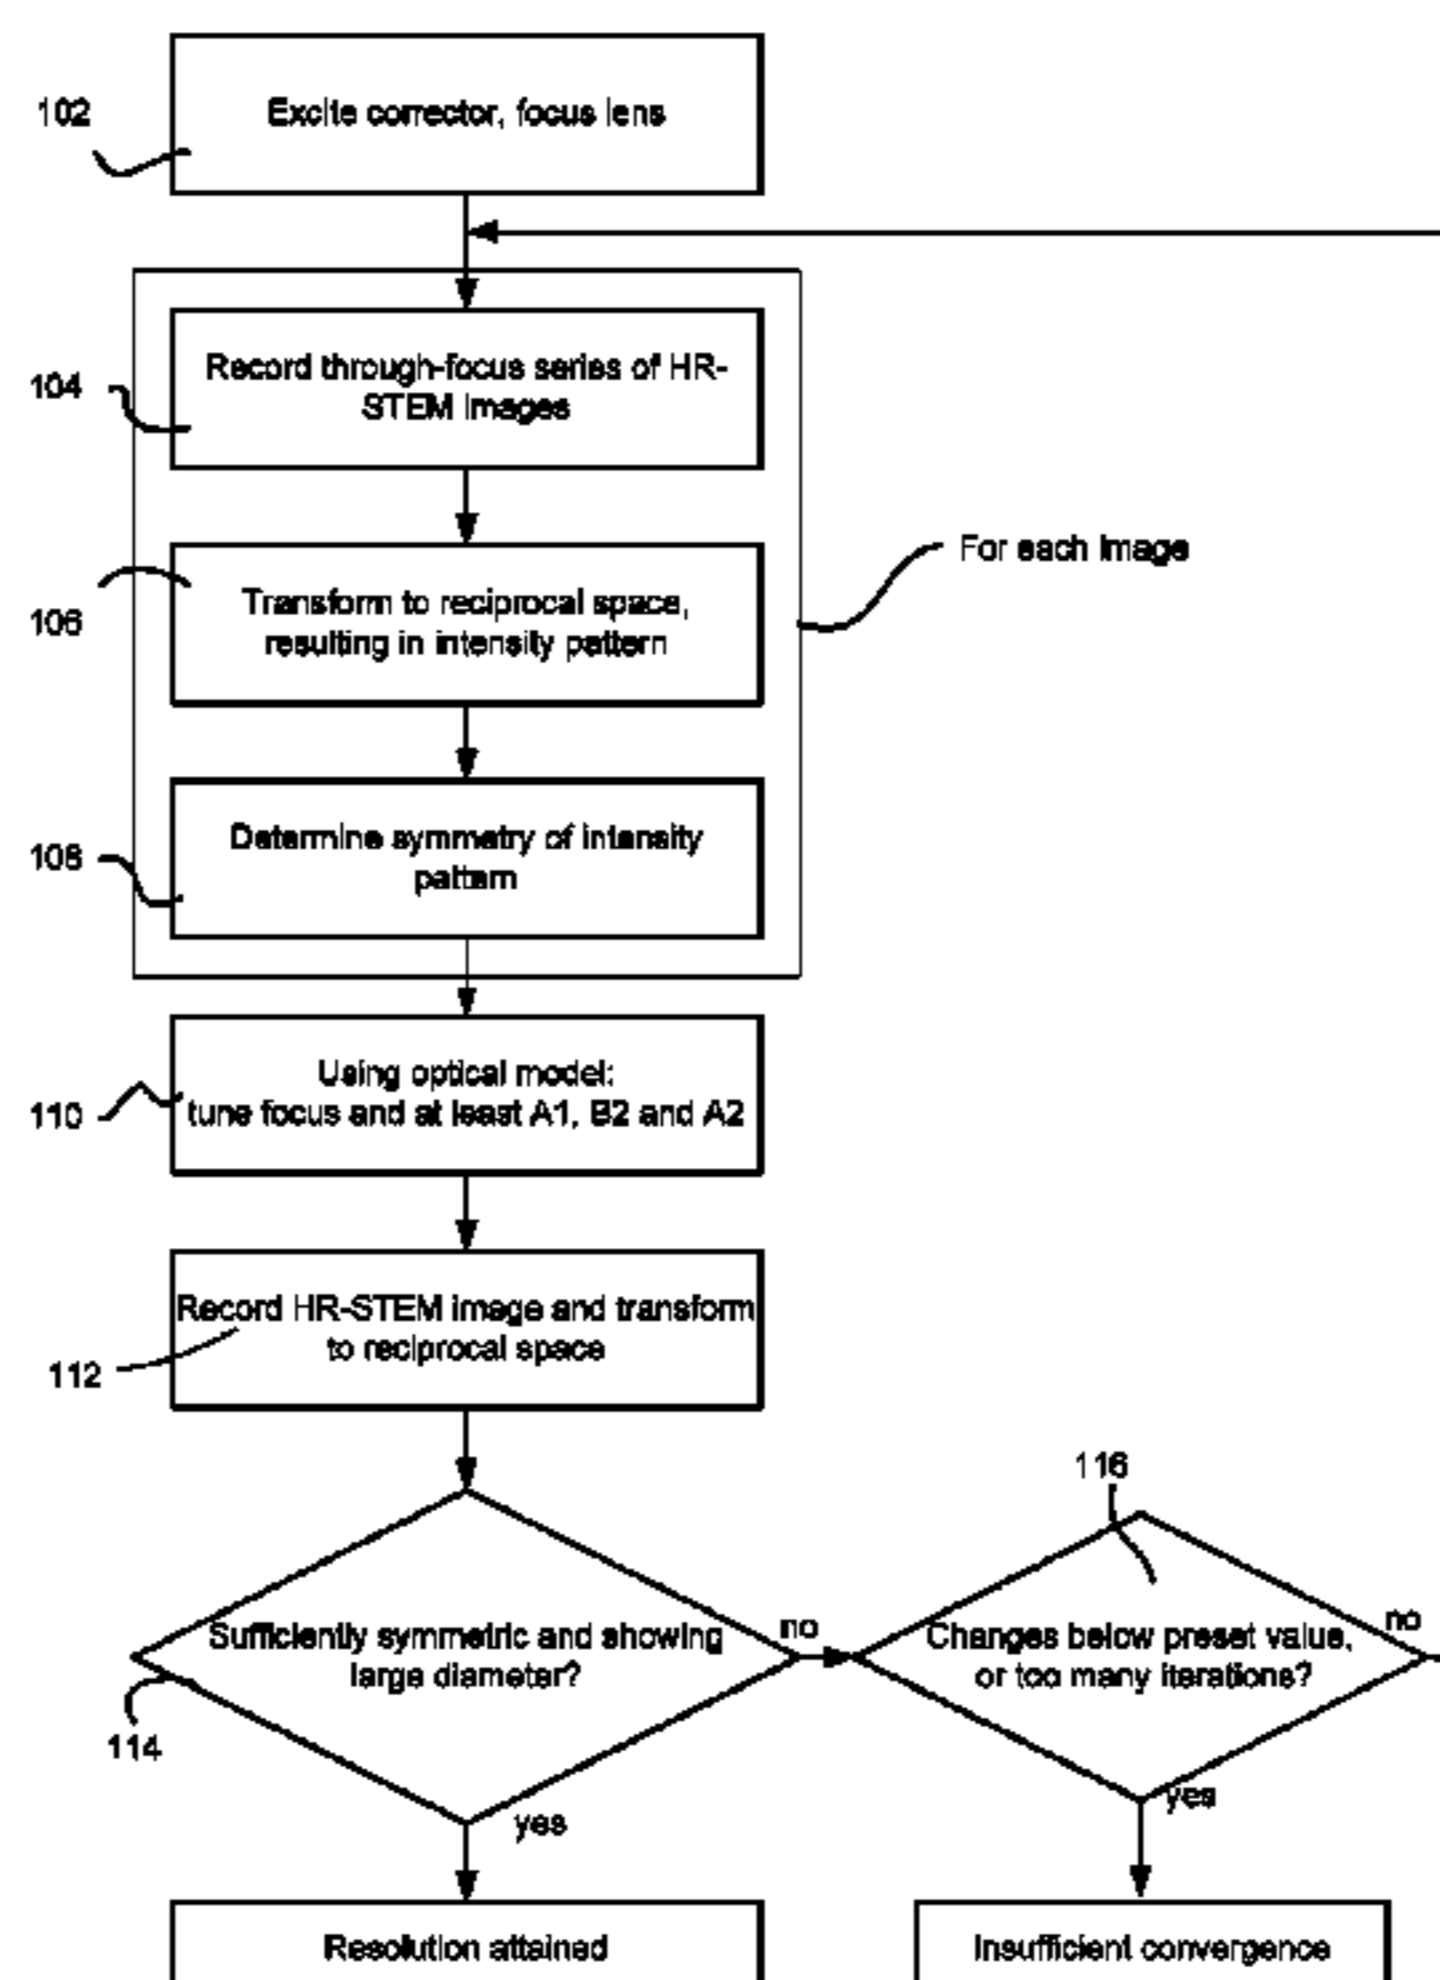 102
Excite corrector, focus lens
104
Record through-focus series of HR-
STEM images
For each image
106
Transform to reciprocal space,
resulting in intensity pattern
108
Determine symmetry of intensity
pattern
110
Using optical model:
tune focus and at least A1, B2 and A2
112
Record HR-STEM image and transform
to reciprocal space
116
114
Sufficiently symmetric and showing
large diameter?
no
Changes below preset value,
or too many iterations?
no
yes
yes
Resolution attained
Insufficient convergence